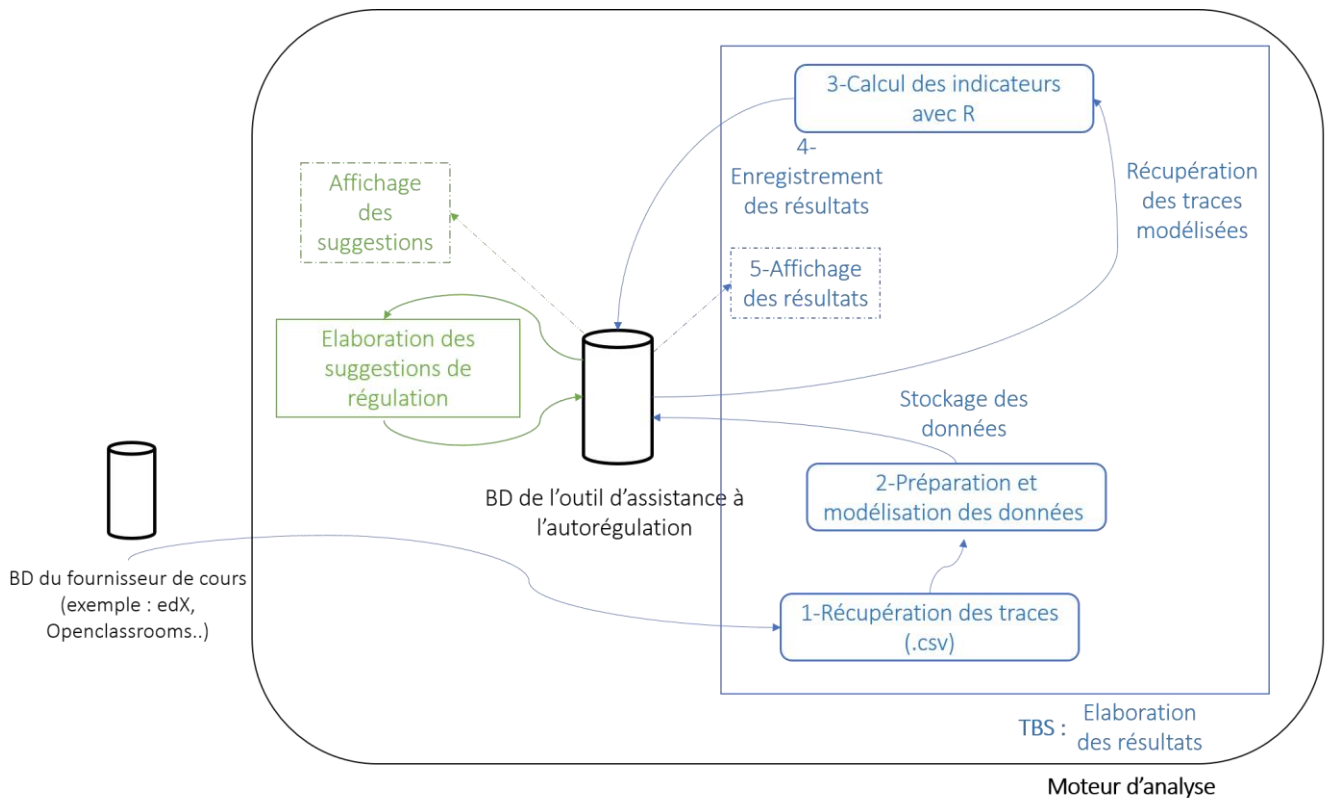 3-Calcul des indicateurs
avec R
4-
Enregistrement
des résultats
Récupération
des traces
modélisées
Affichage
des
suggestions
5-Affichage
des résultats
Elaboration des
suggestions de
régulation
Stockage des
données
BD de l’outil d’assistance à
l’autorégulation
2-Préparation et
modélisation des données
BD du fournisseur de cours
(exemple : edX,
Openclassrooms..)
1-Récupération des traces
(.csv)
TBS :
Elaboration
des résultats
Moteur d’analyse